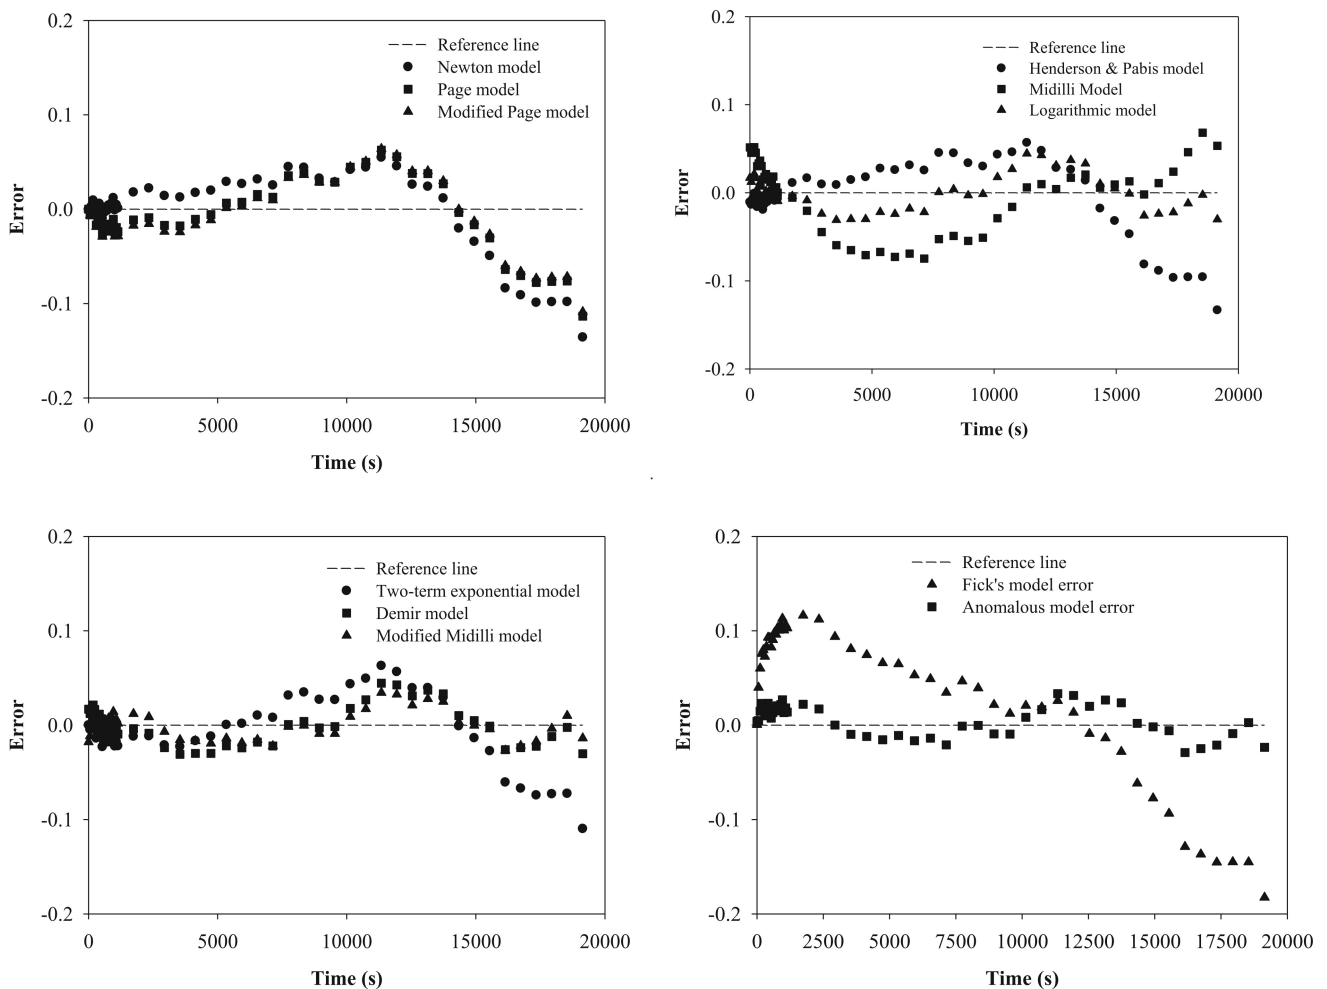 0.2
0.1
0.0
-0.1
-0.2
Error
Reference line
Newton model
Page model
Modified Page model
0 5000 10000 15000 20000
Time (s)
0.2
0.1
0.0
-0.1
-0.2
Error
Reference line
Henderson & Pabis model
Midilli Model
Logarithmic model
0 5000 10000 15000 20000
Time (s)
0.2
0.1
0.0
-0.1
-0.2
Error
Reference line
Two-term exponential model
Demir model
Modified Midilli model
0 5000 10000 15000 20000
Time (s)
0.2
0.1
0.0
-0.1
-0.2
Error
Reference line
Fick's model error
Anomalous model error
0 2500 5000 7500 10000 12500 15000 17500 20000
Time (s)